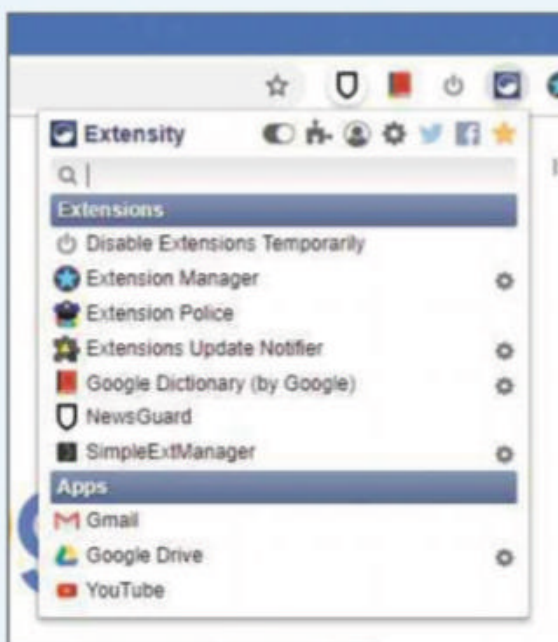 Extensity
Extensions
Disable Extensions Temporarily
Extension Manager
Extension Police
Extensions Update Notifier
Google Dictionary (by Google)
NewsGuard
SimpleExtManager
Apps
Gmail
Google Drive
YouTube